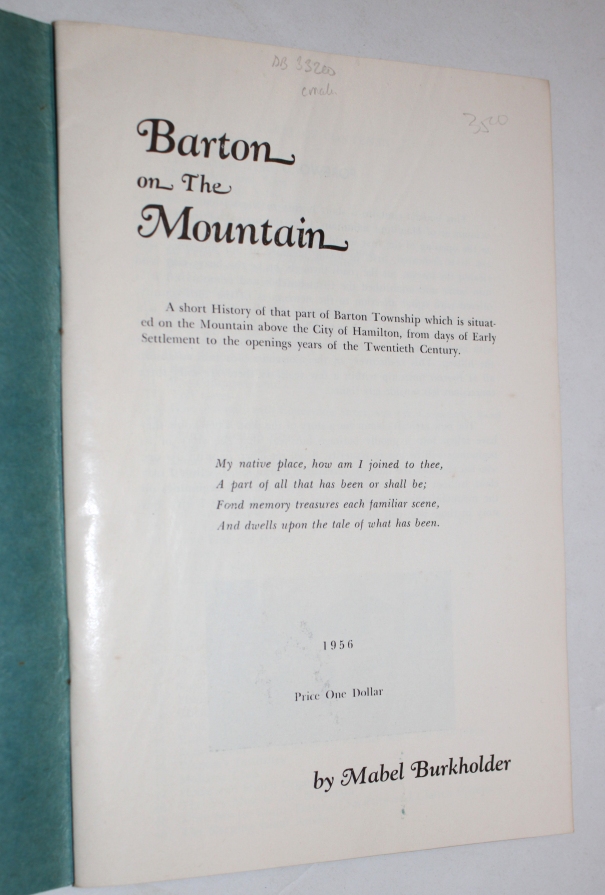 DB 33200
3500
Barton
on The
Mountain
A short History of that part of Barton Township which is situat-
ed on the Mountain above the City of Hamilton, from days of Early
Settlement to the openings years of the Twentieth Century.
My native place, how am I joined to thee,
A part of all that has been or shall be;
Fond memory treasures each familiar scene,
And dwells upon the tale of what has been.
1956
Price One Dollar
by Mabel Burkholder